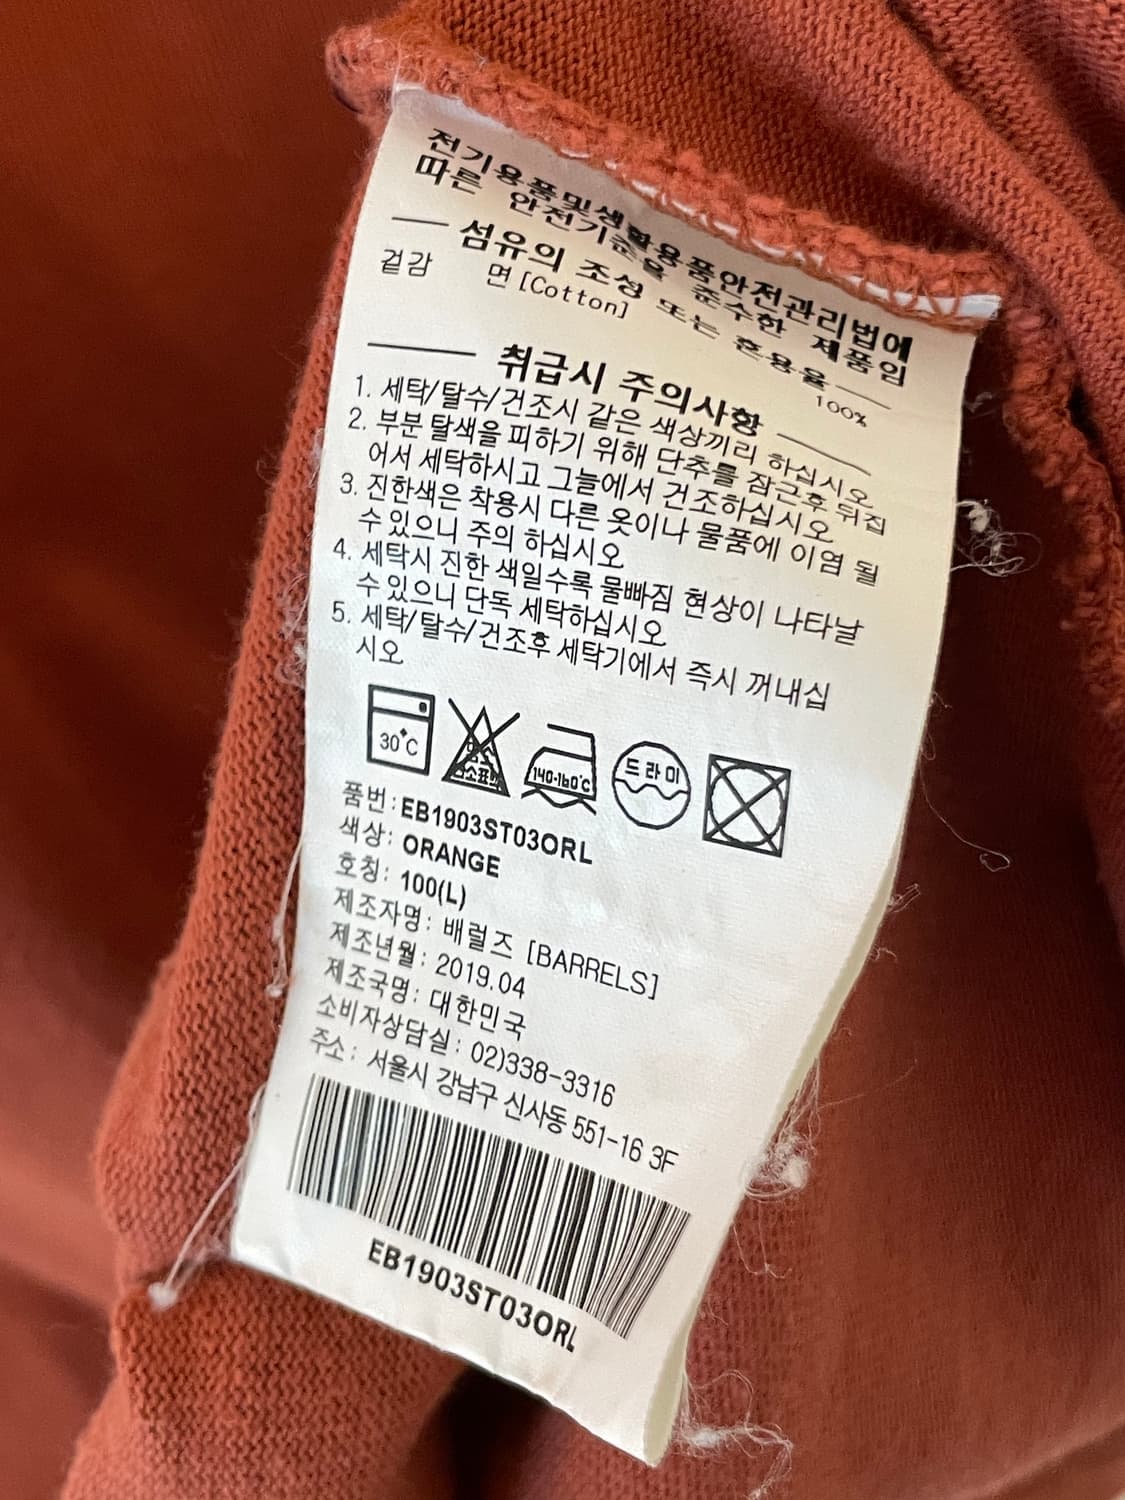 전기용품및생활용품안전관리법에
따른 안전기준을 준수한 제품임
섬유의 조성 또는 혼용율
겉감 면[Cotton] 100%
취급시 주의사항
1. 세탁/탈수/건조시 같은 색상끼리 하십시오.
2. 부분 탈색을 피하기 위해 단추를 잠근후 뒤집
어서 세탁하시고 그늘에서 건조하십시오.
3. 진한색은 착용시 다른 옷이나 물품에 이염 될
수 있으니 주의 하십시오
4. 세탁시 진한 색일수록 물빠짐 현상이 나타날
수 있으니 단독 세탁하십시오
5. 세탁/탈수/건조후 세탁기에서 즉시 꺼내십
시오
30℃ 140-160℃ 드라이
품번: EB1903ST03ORL
색상: ORANGE
호칭: 100(L)
제조자명: 배럴즈 [BARRELS]
제조년월: 2019.04
제조국명: 대한민국
소비자상담실: 02)338-3316
주소: 서울시 강남구 신사동 551-16 3F
EB1903ST03ORL